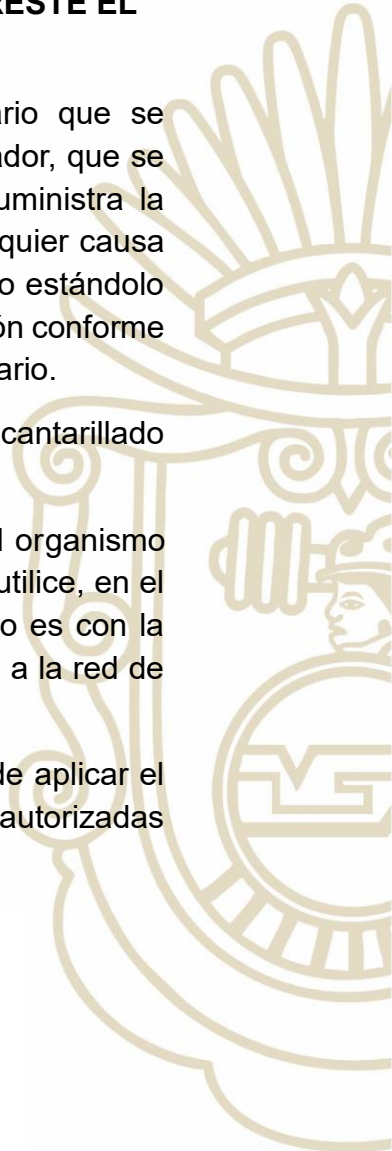 RESTE EL
ario que se
ador, que se
uministra la
quier causa
o estándolo
ón conforme
ario.
cantarillado
l organismo
utilice, en el
o es con la
a la red de
de aplicar el
autorizadas